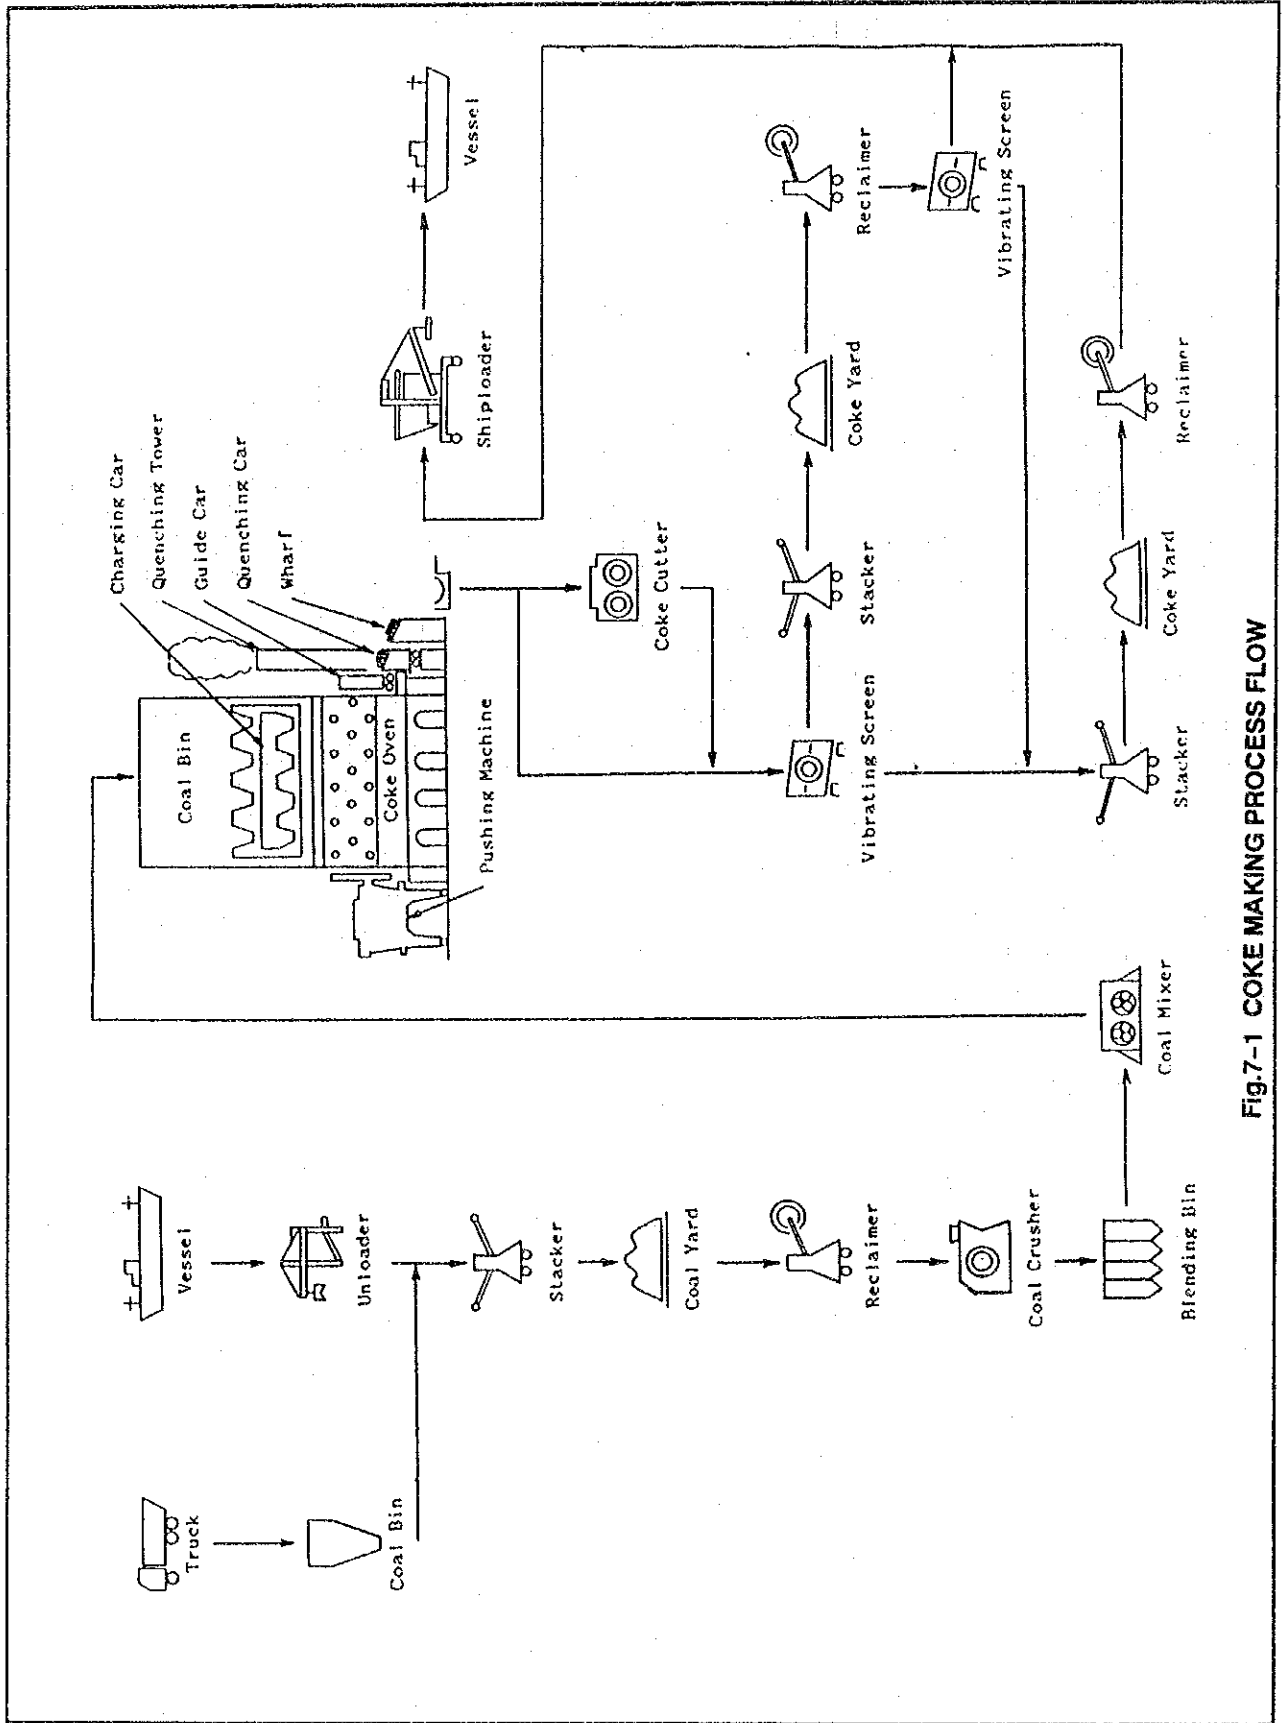 Truck
Coal Bin
Vessel
Unloader
Stacker
Coal Yard
Reclaimer
Coal Crusher
Blending Bin
Coal Mixer
Coal Bin
Coke Oven
Pushing Machine
Charging Car
Quenching Tower
Guide Car
Quenching Car
Wharf
Coke Cutter
Vibrating Screen
Stacker
Coke Yard
Reclaimer
Vibrating Screen
Stacker
Coke Yard
Reclaimer
Shiploader
Vessel
Fig.7-1 COKE MAKING PROCESS FLOW